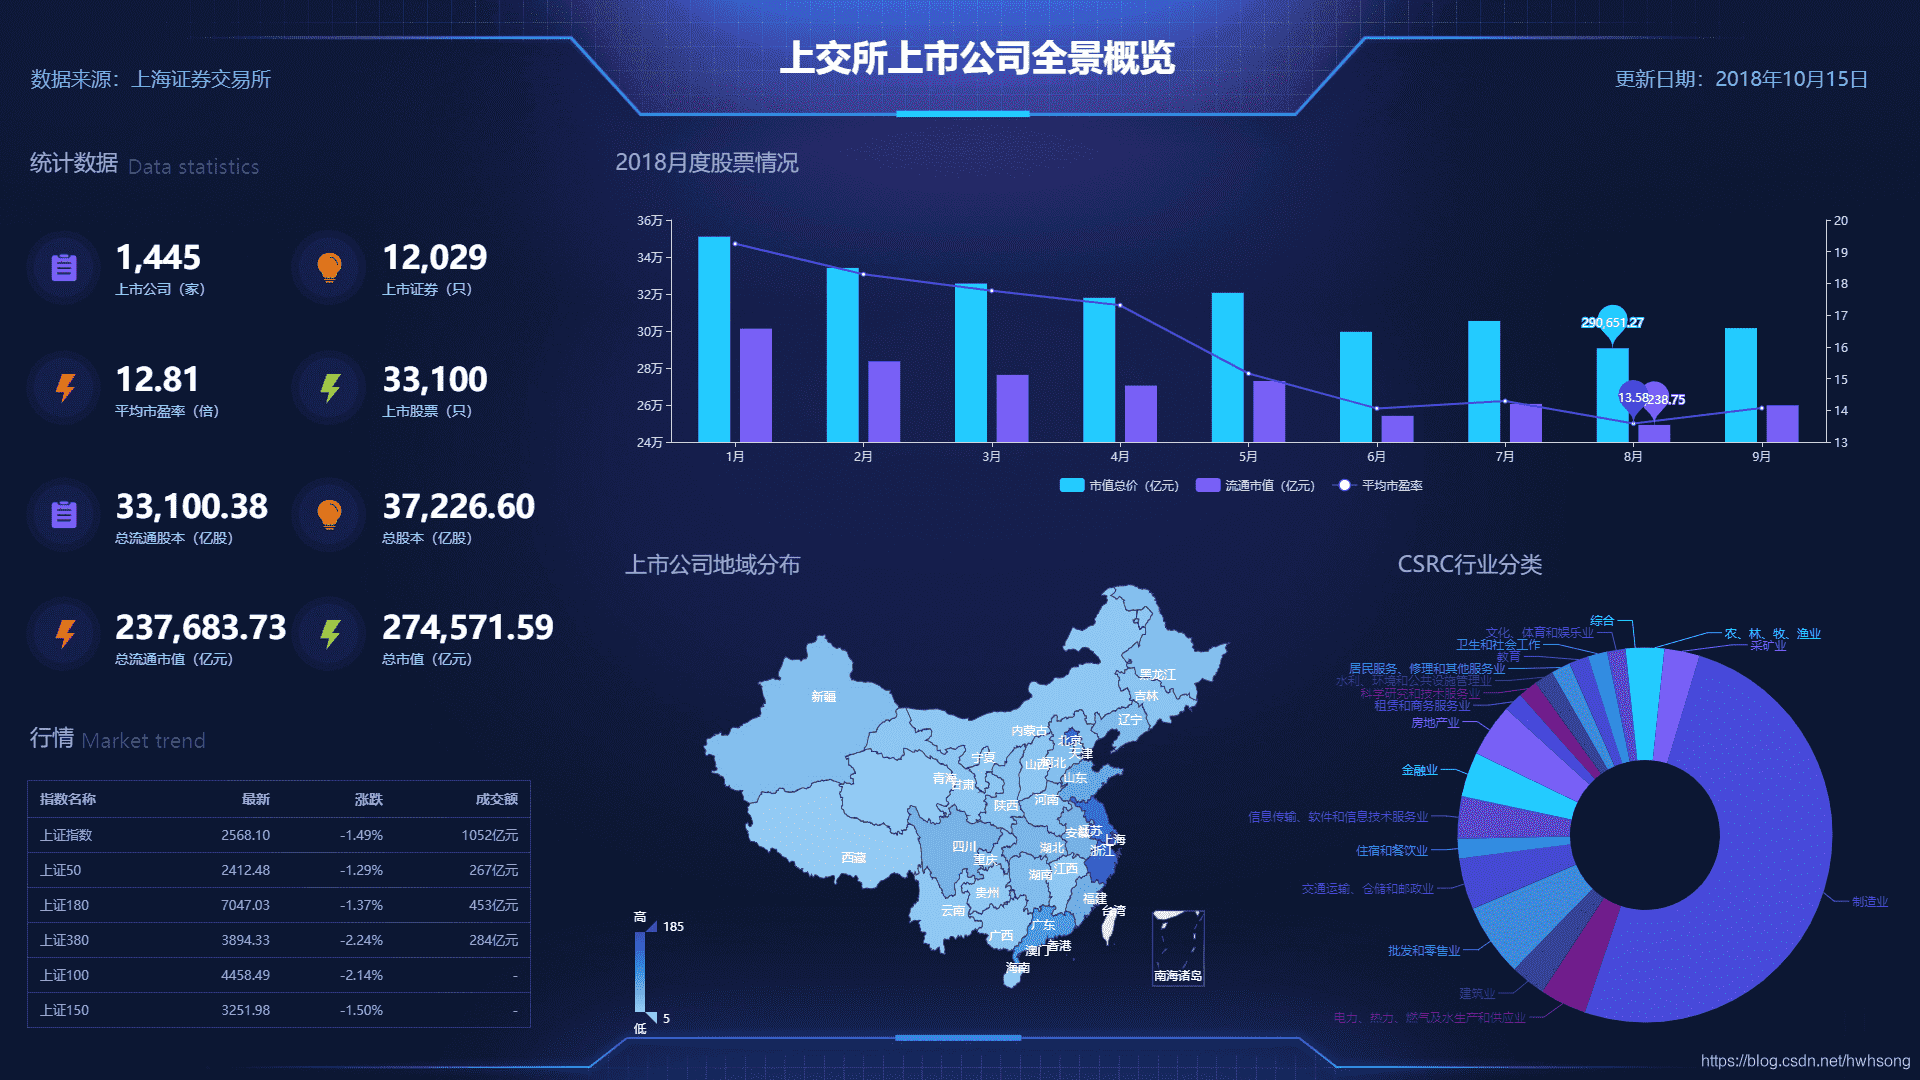 上交所上市公司全景概览
数据来源：上海证券交易所
更新日期：2018年10月15日
统计数据 Data statistics
1,445
上市公司（家）
12,029
上市证券（只）
12.81
平均市盈率（倍）
33,100
上市股票（只）
33,100.38
总流通股本（亿股）
37,226.60
总股本（亿股）
237,683.73
总流通市值（亿元）
274,571.59
总市值（亿元）
行情 Market trend
指数名称 最新 涨跌 成交额
上证指数 2568.10 -1.49% 1052亿元
上证50 2412.48 -1.29% 267亿元
上证180 7047.03 -1.37% 453亿元
上证380 3894.33 -2.24% 284亿元
上证100 4458.49 -2.14% -
上证150 3251.98 -1.50% -
2018月度股票情况
36万
34万
32万
30万
28万
26万
24万
20
19
18
17
16
15
14
13
290,651.27
13.58
238.75
1月 2月 3月 4月 5月 6月 7月 8月 9月
市值总价（亿元） 流通市值（亿元） 平均市盈率
上市公司地域分布
黑龙江
吉林
辽宁
新疆
内蒙古
北京
天津
宁夏
山西
河北
青海
甘肃
山东
陕西
河南
江苏
安徽
上海
四川
湖北
浙江
重庆
西藏
湖南
江西
贵州
福建
云南
台湾
广西
广东
香港
澳门
海南
南海诸岛
高
185
5
低
CSRC行业分类
综合
文化、体育和娱乐业
卫生和社会工作
教育
居民服务、修理和其他服务业
水利、环境和公共设施管理业
科学研究和技术服务业
租赁和商务服务业
房地产业
金融业
信息传输、软件和信息技术服务业
住宿和餐饮业
交通运输、仓储和邮政业
批发和零售业
建筑业
电力、热力、燃气及水生产和供应业
农、林、牧、渔业
采矿业
制造业
https://blog.csdn.net/hwhsong